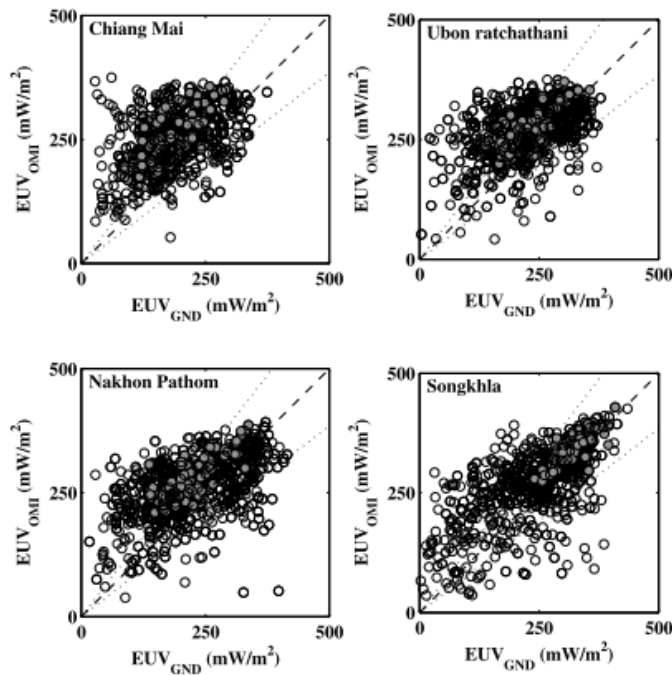 500
Chiang Mai
EUV_OMI (mW/m²)
250
0
0 250 500
EUV_GND (mW/m²)
500
Ubon ratchathani
EUV_OMI (mW/m²)
250
0
0 250 500
EUV_GND (mW/m²)
500
Nakhon Pathom
EUV_OMI (mW/m²)
250
0
0 250 500
EUV_GND (mW/m²)
500
Songkhla
EUV_OMI (mW/m²)
250
0
0 250 500
EUV_GND (mW/m²)